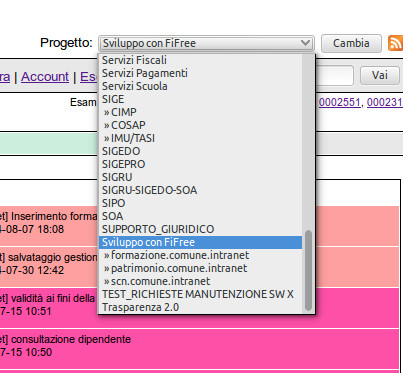 Progetto: Sviluppo con FiFree Cambia
ra | Account | Es Vai
Esam 0002551, 000231
Servizi Fiscali
Servizi Pagamenti
Servizi Scuola
SIGE
» CIMP
» COSAP
» IMU/TASI
SIGEDO
SIGEPRO
SIGRU
SIGRU-SIGEDO-SOA
SIPO
SOA
SUPPORTO_GIURIDICO
Sviluppo con FiFree
» formazione.comune.intranet
» patrimonio.comune.intranet
» scn.comune.intranet
TEST_RICHIESTE MANUTENZIONE SW X
Trasparenza 2.0
et] Inserimento forma
4-08-07 18:08
et] salvataggio gestion
4-07-30 12:42
et] validità ai fini della
07-15 10:51
et] consultazione dipendente
07-15 10:50